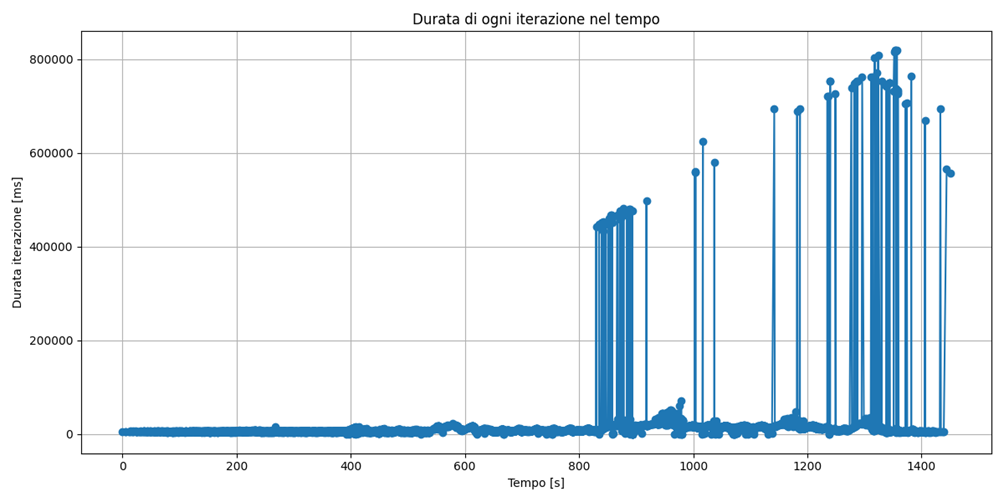 Durata di ogni iterazione nel tempo
800000
600000
400000
200000
0
Durata iterazione [ms]
0 200 400 600 800 1000 1200 1400
Tempo [s]